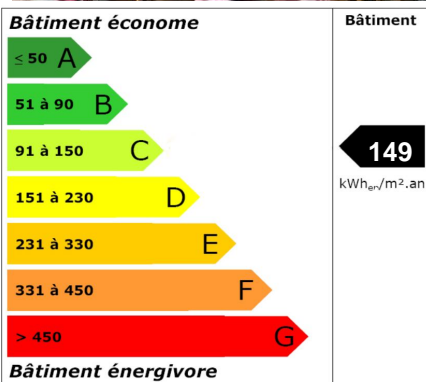 Bâtiment économe
Bâtiment
≤ 50 A
51 à 90 B
91 à 150 C
149
kWhₑₚ/m².an
151 à 230 D
231 à 330 E
331 à 450 F
> 450 G
Bâtiment énergivore